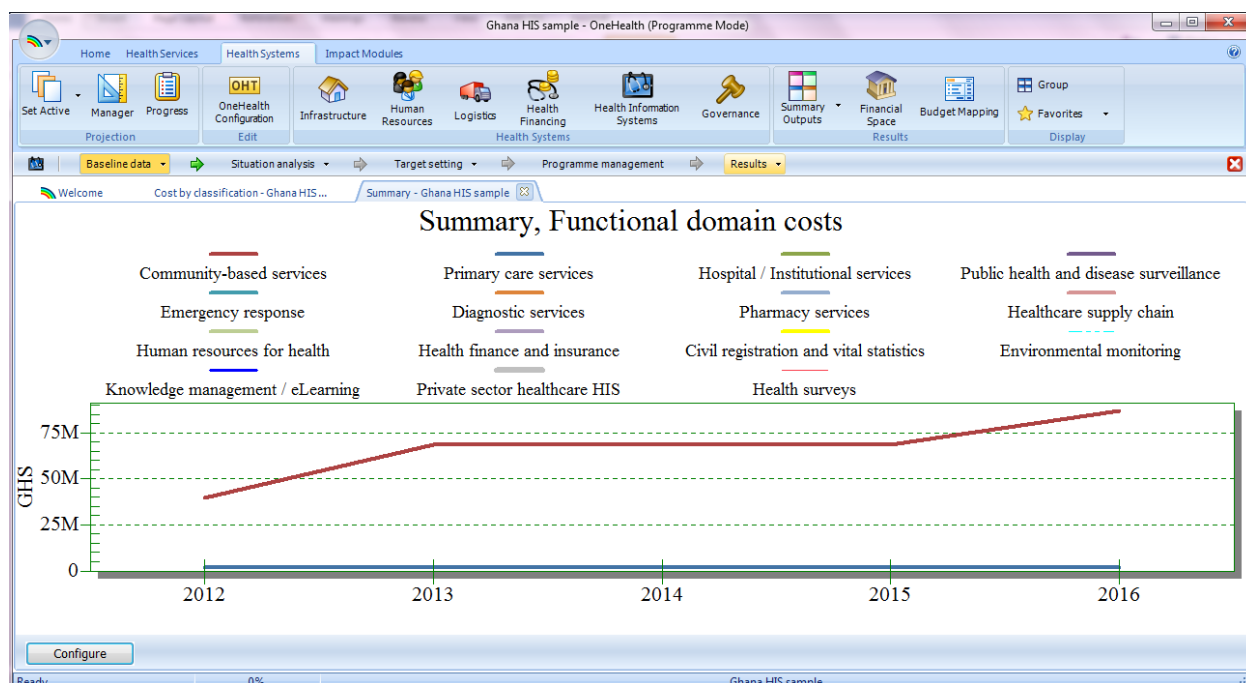 Ghana HIS sample - OneHealth (Programme Mode)
Home Health Services Health Systems Impact Modules
Set Active Manager Progress
Projection
OHT
OneHealth
Configuration
Edit
Infrastructure
Human
Resources
Logistics
Health
Financing
Health Information
Systems
Governance
Health Systems
Summary
Outputs
Financial
Space
Budget Mapping
Results
Group
Favorites
Display
Baseline data Situation analysis Target setting Programme management Results
Welcome Cost by classification - Ghana HIS ... Summary - Ghana HIS sample
Summary, Functional domain costs
Community-based services Primary care services Hospital / Institutional services Public health and disease surveillance
Emergency response Diagnostic services Pharmacy services Healthcare supply chain
Human resources for health Health finance and insurance Civil registration and vital statistics Environmental monitoring
Knowledge management / eLearning Private sector healthcare HIS Health surveys
75M
50M
GHS
25M
0
2012 2013 2014 2015 2016
Configure
Ready 0% Ghana HIS sample